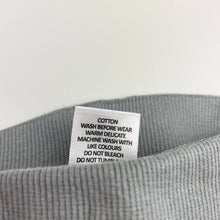 COTTON
WASH BEFORE WEAR
WARM DELICATE
MACHINE WASH WITH
LIKE COLOURS
DO NOT BLEACH
DO NOT TUMBLE